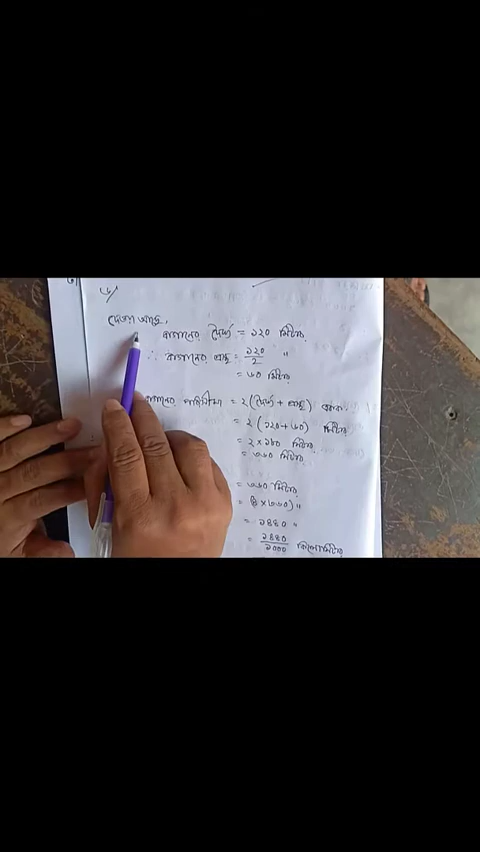 ৬/
দেওয়া আছে,
বাগানের দৈর্ঘ্য = ১২০ মিটার
∴ বাগানের প্রস্থ = ১২০/2 "
= ৬০ মিটার
পরিসীমা = ২(দৈর্ঘ্য + প্রস্থ) একক
= ২(১২০+৬০) মিটার
= ২×১৮০ মিটার
= ৩৬০ মিটার
= ৩৬০ মিটার
= (৪×৩৬০) "
= ১৪৪০ "
= ১৪৪০/১০০০ কিলোমিটার